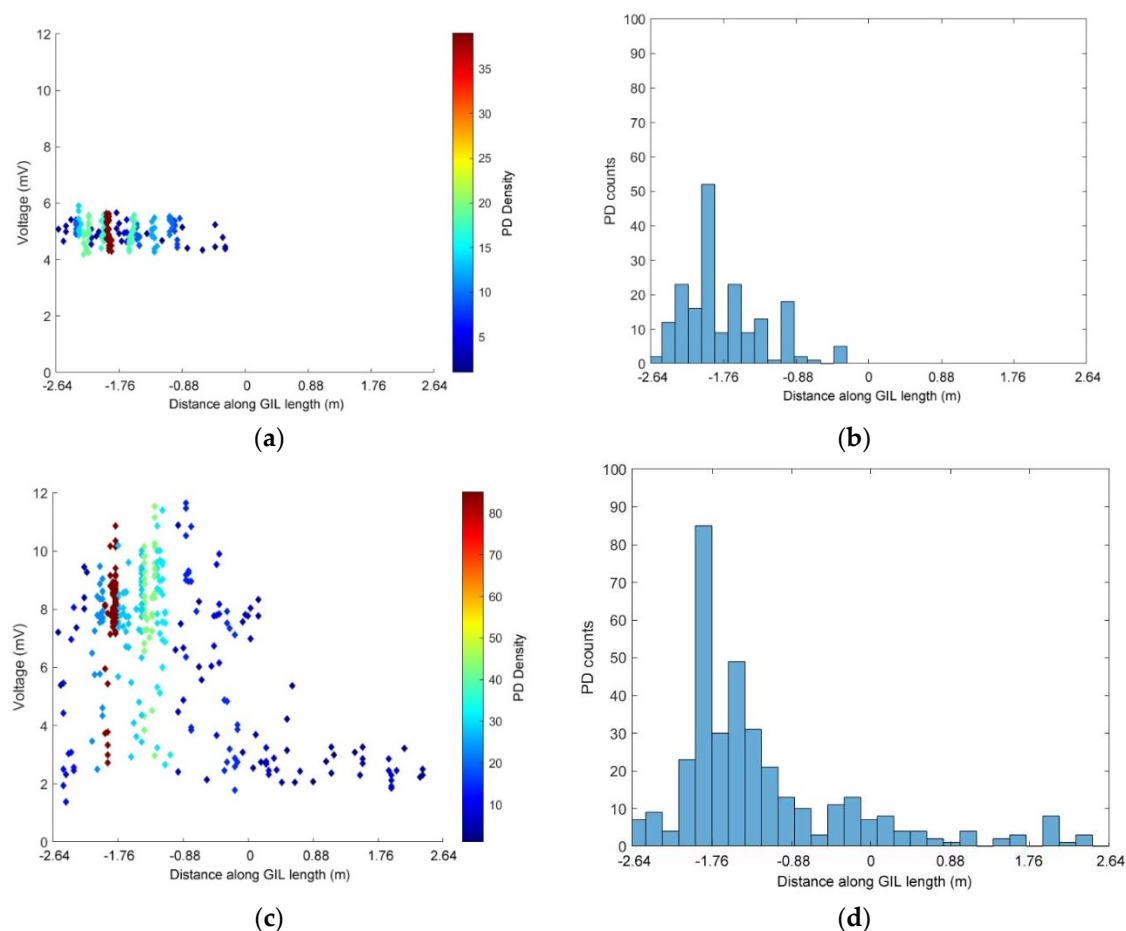 12
10
8
6
4
2
0
-2.64 -1.76 -0.88 0 0.88 1.76 2.64
Voltage (mV)
Distance along GIL length (m)
35
30
25
20
15
10
5
PD Density
(a)
100
90
80
70
60
50
40
30
20
10
0
-2.64 -1.76 -0.88 0 0.88 1.76 2.64
PD counts
Distance along GIL length (m)
(b)
12
10
8
6
4
2
0
-2.64 -1.76 -0.88 0 0.88 1.76 2.64
Voltage (mV)
Distance along GIL length (m)
80
70
60
50
40
30
20
10
PD Density
(c)
100
90
80
70
60
50
40
30
20
10
0
-2.64 -1.76 -0.88 0 0.88 1.76 2.64
PD counts
Distance along GIL length (m)
(d)